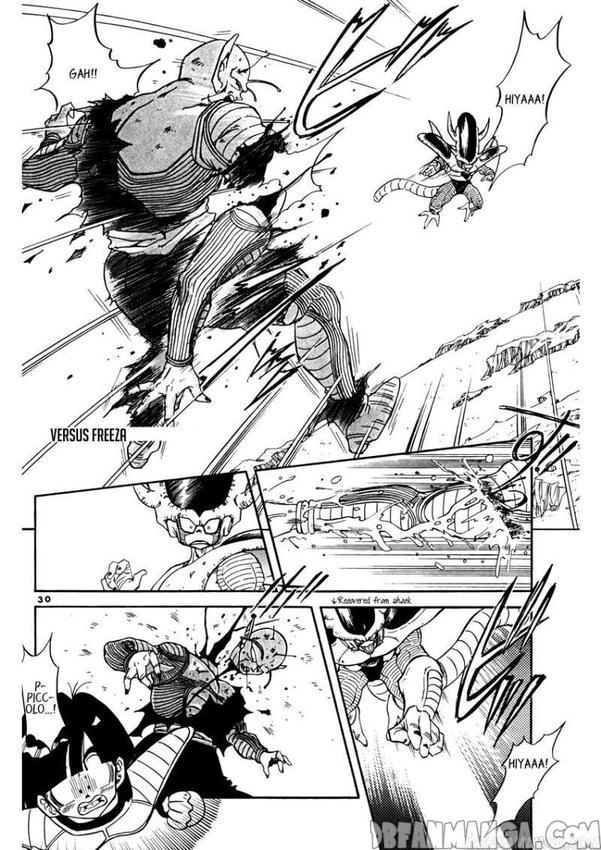 GAH!!
HIYAAA!
VERSUS FREEZA
30
↓Recovered from shock
P-
PICC-
OLO...!
HIYAAA!
DBFANMANGA.COM